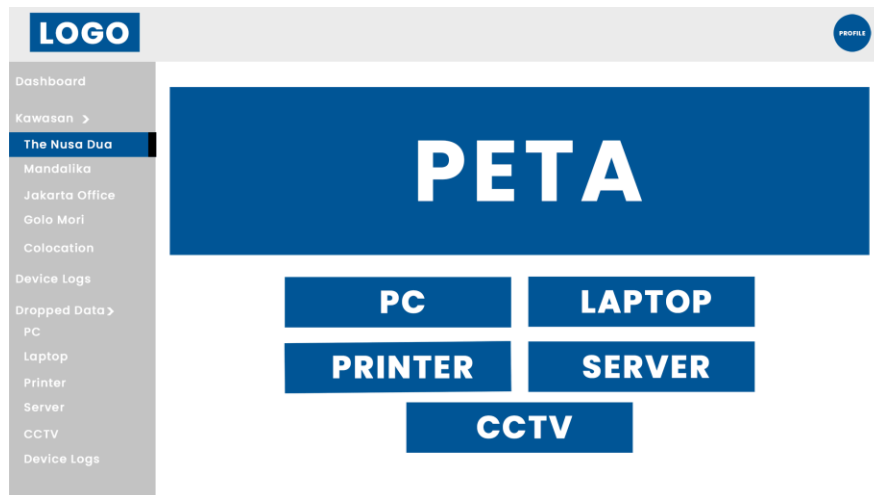 LOGO
PROFILE
Dashboard
Kawasan >
The Nusa Dua
Mandalika
Jakarta Office
Golo Mori
Colocation
Device Logs
Dropped Data >
PC
Laptop
Printer
Server
CCTV
Device Logs
PETA
PC
LAPTOP
PRINTER
SERVER
CCTV